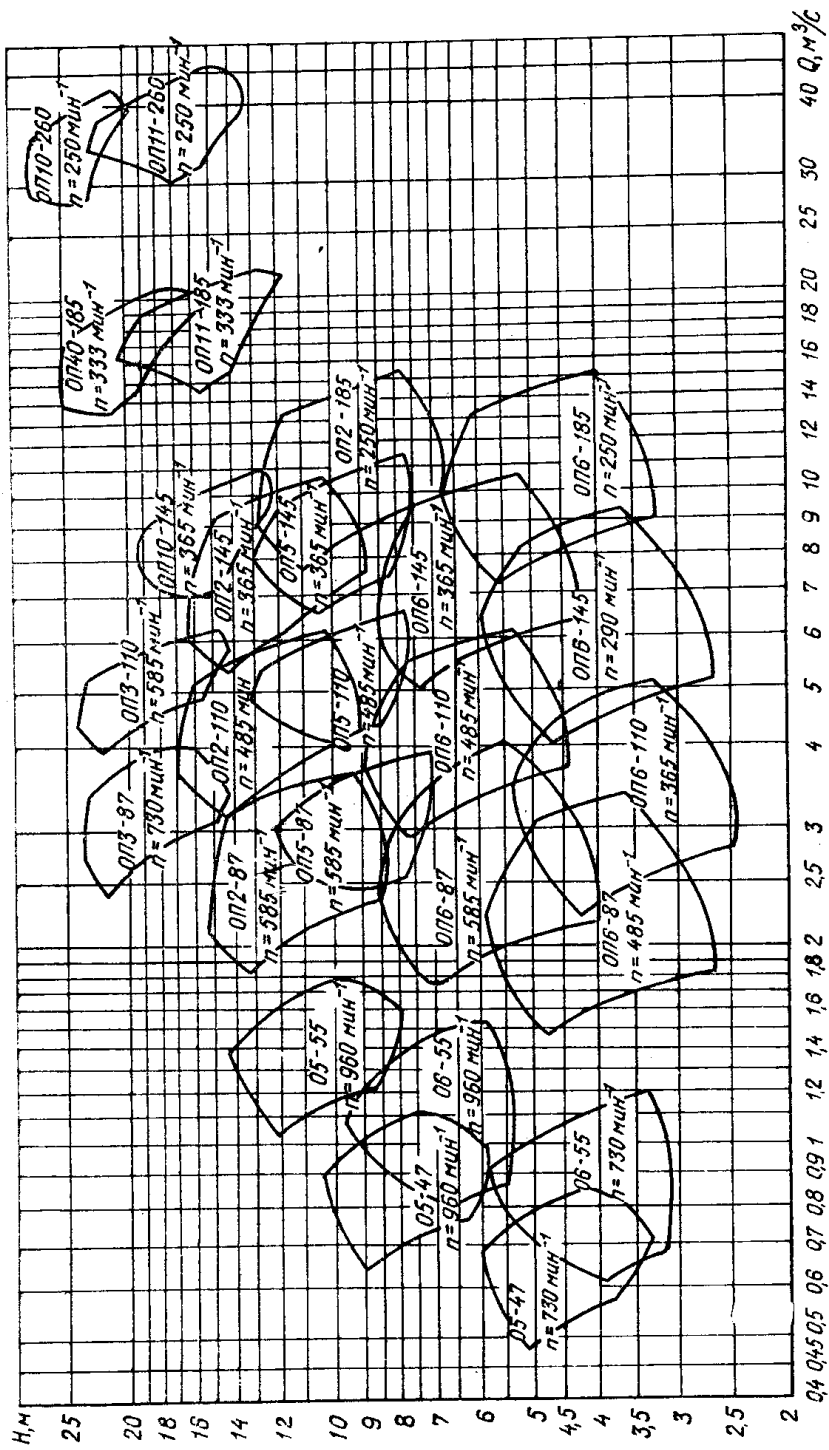 H, м
25
20
18
16
14
12
10
9
8
7
6
5
4,5
4
3,5
3
2,5
2
ОП10-260
n=250 мин⁻¹
ОП11-260
n=250 мин⁻¹
ОП40-185
n=333 мин⁻¹
ОП11-185
n=333 мин⁻¹
ОП10-145
n=365 мин⁻¹
ОП2-145
n=365 мин⁻¹
ОП5-145
n=365 мин⁻¹
ОП2-185
n=250 мин⁻¹
ОП6-185
n=250 мин⁻¹
ОП6-145
n=365 мин⁻¹
ОП6-145
n=290 мин⁻¹
ОП3-110
n=585 мин⁻¹
ОП2-110
n=485 мин
ОП5-110
n=485 мин⁻¹
ОП6-110
n=485 мин⁻¹
ОП6-110
n=365 мин⁻¹
ОП3-87
n=730 мин⁻¹
ОП2-87
n=585 мин⁻¹
ОП5-87
n=585 мин⁻¹
ОП6-87
n=585 мин⁻¹
ОП6-87
n=485 мин⁻¹
О5-55
n=960 мин⁻¹
О6-55
n=960 мин⁻¹
О5-47
n=960 мин⁻¹
О6-55
n=730 мин⁻¹
О5-47
n=730 мин⁻¹
0,4 0,45 0,5 0,6 0,7 0,8 0,9 1 1,2 1,4 1,6 1,8 2 2,5 3 4 5 6 7 8 9 10 12 14 16 18 20 25 30 40 Q, м³/с